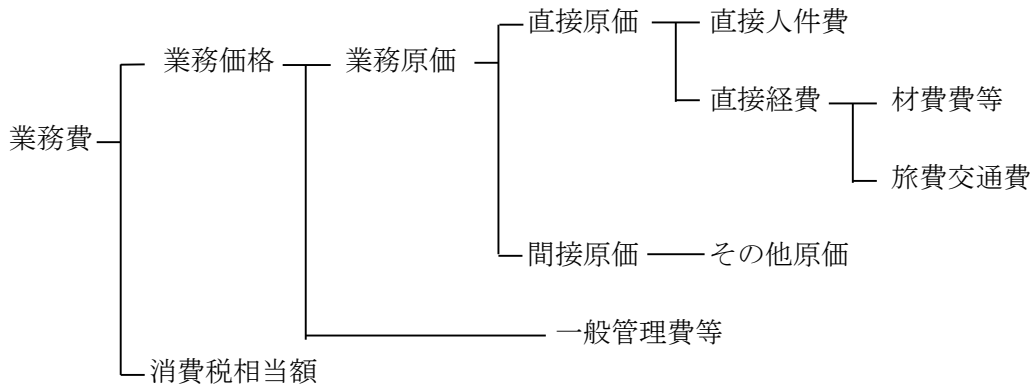 直接原価 直接人件費
業務価格 業務原価
直接経費 材費費等
業務費
旅費交通費
間接原価 その他原価
一般管理費等
消費税相当額